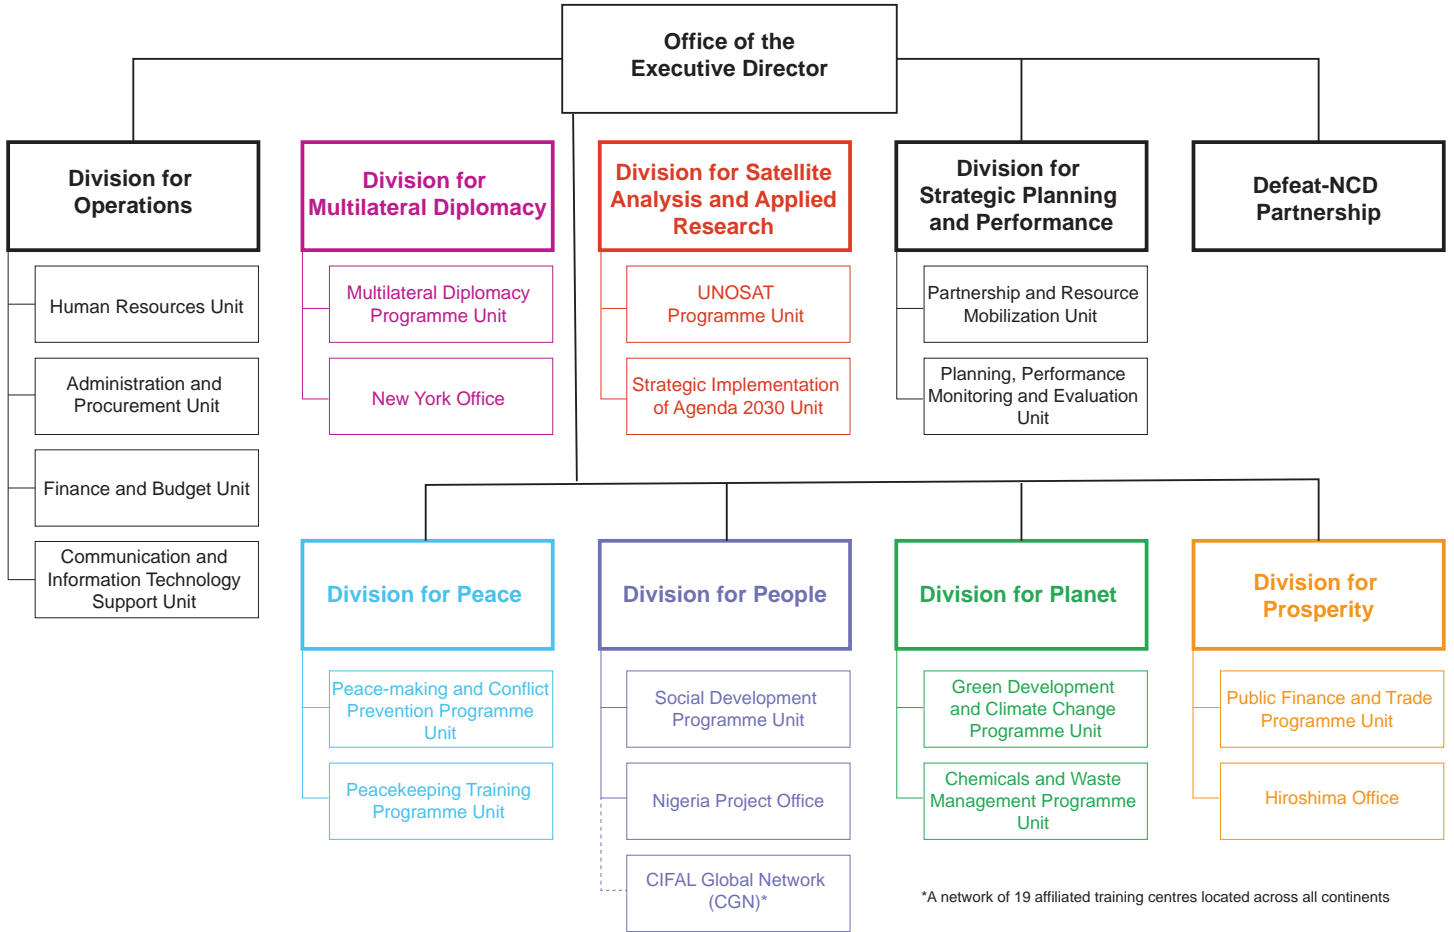 Office of the
Executive Director
Division for
Operations
Human Resources Unit
Administration and
Procurement Unit
Finance and Budget Unit
Communication and
Information Technology
Support Unit
Division for
Multilateral Diplomacy
Multilateral Diplomacy
Programme Unit
New York Office
Division for Satellite
Analysis and Applied
Research
UNOSAT
Programme Unit
Strategic Implementation
of Agenda 2030 Unit
Division for
Strategic Planning
and Performance
Partnership and Resource
Mobilization Unit
Planning, Performance
Monitoring and Evaluation
Unit
Defeat-NCD
Partnership
Division for Peace
Peace-making and Conflict
Prevention Programme
Unit
Peacekeeping Training
Programme Unit
Division for People
Social Development
Programme Unit
Nigeria Project Office
CIFAL Global Network
(CGN)*
Division for Planet
Green Development
and Climate Change
Programme Unit
Chemicals and Waste
Management Programme
Unit
Division for
Prosperity
Public Finance and Trade
Programme Unit
Hiroshima Office
*A network of 19 affiliated training centres located across all continents